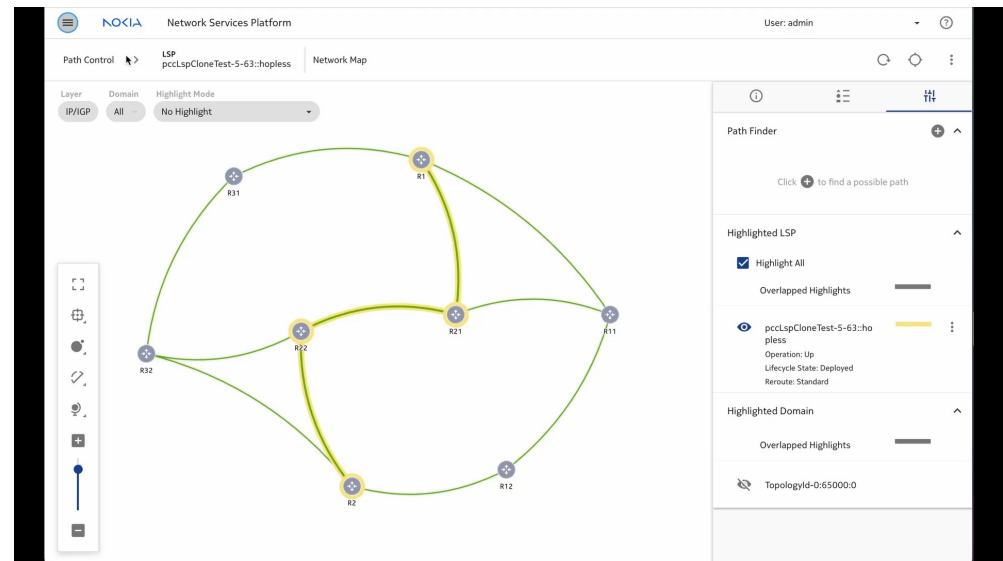 NOKIA
Network Services Platform
User: admin
Path Control
LSP
pccLspCloneTest-5-63::hopless
Network Map
Layer
Domain
Highlight Mode
IP/IGP
All
No Highlight
R1
R31
R21
R11
R22
R32
R12
R2
Path Finder
Click + to find a possible path
Highlighted LSP
Highlight All
Overlapped Highlights
pccLspCloneTest-5-63::ho
pless
Operation: Up
Lifecycle State: Deployed
Reroute: Standard
Highlighted Domain
Overlapped Highlights
TopologyId-0:65000:0